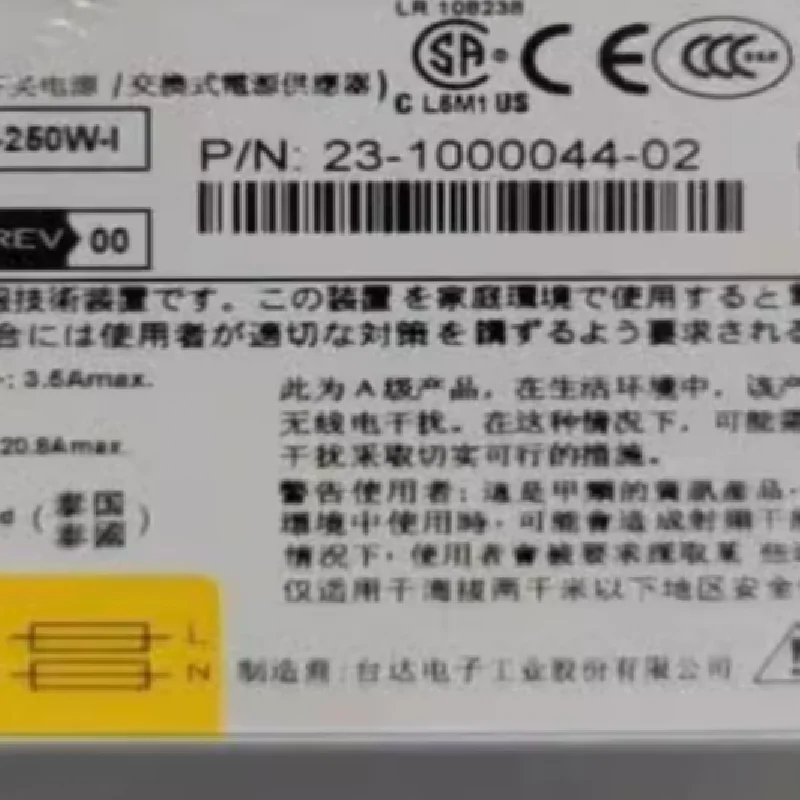 LR 108238
开关电源 /交換式電源供應器)
SA
CE
CCC
C L5M1 US
-250W-I
P/N: 23-1000044-02
REV 00
報技術装置です。この装置を家庭環境で使用すると電
合には使用者が適切な対策を講ずるよう要求される
: 3.5Amax.
20.8Amax.
此为A级产品，在生活环境中，该产
无线电干扰。在这种情况下，可能需
干扰采取切实可行的措施。
警告使用者：這是甲類的資訊產品，
環境中使用時，可能會造成射頻干
情況下，使用者會被要求採取某 些
仅适用于海拔两千米以下地区安全
(泰国
泰國)
L
N
制造商：台达电子工业股份有限公司